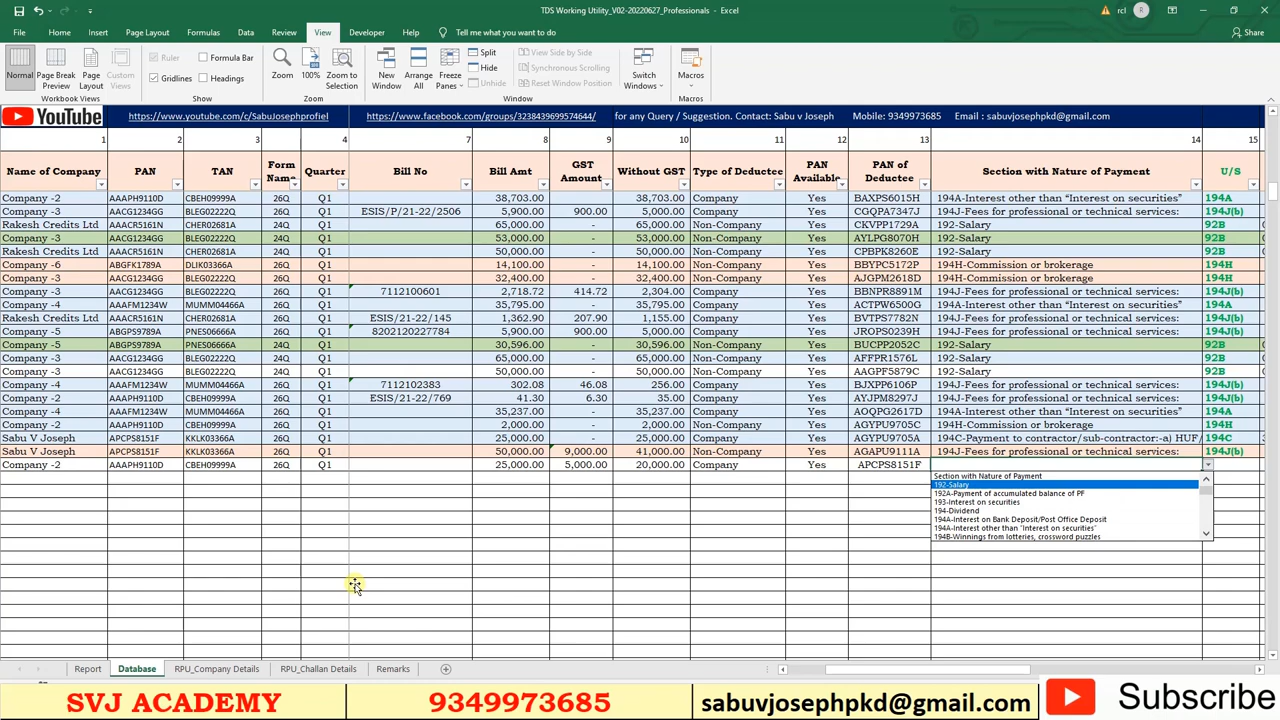 TDS Working Utility_V02-20220627_Professionals - Excel
rcl R
File Home Insert Page Layout Formulas Data Review View Developer Help Tell me what you want to do Share
Normal Page Break Preview Page Layout Custom Views Ruler Formula Bar Gridlines Headings Zoom 100% Zoom to Selection New Window Arrange All Freeze Panes Split Hide Unhide View Side by Side Synchronous Scrolling Reset Window Position Switch Windows Macros
Workbook Views Show Zoom Window Macros
YouTube https://www.youtube.com/c/SabuJosephprofiel https://www.facebook.com/groups/3238439699574644/ for any Query / Suggestion. Contact: Sabu v Joseph Mobile: 9349973685 Email : sabuvjosephpkd@gmail.com
1 2 3 4 7 8 9 10 11 12 13 14 15
Name of Company PAN TAN Form Name Quarter Bill No Bill Amt GST Amount Without GST Type of Deductee PAN Available PAN of Deductee Section with Nature of Payment U/S
Company -2 AAAPH9110D CBEH09999A 26Q Q1 38,703.00 - 38,703.00 Company Yes BAXPS6015H 194A-Interest other than “Interest on securities” 194A
Company -3 AACG1234GG BLEG02222Q 26Q Q1 ESIS/P/21-22/2506 5,900.00 900.00 5,000.00 Company Yes CGQPA7347J 194J-Fees for professional or technical services: 194J(b)
Rakesh Credits Ltd AAACR5161N CHER02681A 24Q Q1 65,000.00 - 65,000.00 Non-Company Yes CKVPP1729A 192-Salary 92B
Company -3 AACG1234GG BLEG02222Q 24Q Q1 53,000.00 - 53,000.00 Non-Company Yes AYLPG8070H 192-Salary 92B
Rakesh Credits Ltd AAACR5161N CHER02681A 24Q Q1 50,000.00 - 50,000.00 Non-Company Yes CPBPK8260E 192-Salary 92B
Company -6 ABGFK1789A DLIK03366A 26Q Q1 14,100.00 - 14,100.00 Non-Company Yes BBYPC5172P 194H-Commission or brokerage 194H
Company -3 ABCG1234GG BLEG02222Q 26Q Q1 32,400.00 - 32,400.00 Non-Company Yes AJGPM2618D 194H-Commission or brokerage 194H
Company -3 AACG1234GG BLEG02222Q 26Q Q1 7112100601 2,718.72 414.72 2,304.00 Non-Company Yes BBNPR8891M 194J-Fees for professional or technical services: 194J(b)
Company -4 AAAFM1234W MUMM04466A 26Q Q1 35,795.00 - 35,795.00 Company Yes ACTPW6500G 194A-Interest other than “Interest on securities” 194A
Rakesh Credits Ltd AAACR5161N CHER02681A 26Q Q1 ESIS/21-22/145 1,362.90 207.90 1,155.00 Company Yes BVTPS7782N 194J-Fees for professional or technical services: 194J(b)
Company -5 ABGPS9789A PNES06666A 26Q Q1 8202120227784 5,900.00 900.00 5,000.00 Company Yes JROPS0239H 194J-Fees for professional or technical services: 194J(b)
Company -5 ABGPS9789A PNES06666A 24Q Q1 30,596.00 - 30,596.00 Non-Company Yes BUCPP2052C 192-Salary 92B
Company -3 AACG1234GG BLEG02222Q 24Q Q1 65,000.00 - 65,000.00 Non-Company Yes AFFPR1576L 192-Salary 92B
Company -3 AACG1234GG BLEG02222Q 24Q Q1 50,000.00 - 50,000.00 Non-Company Yes AAGPF5879C 192-Salary 92B
Company -4 AAAFM1234W MUMM04466A 26Q Q1 7112102383 302.08 46.08 256.00 Company Yes BJXPP6106P 194J-Fees for professional or technical services: 194J(b)
Company -2 AAAPH9110D CBEH09999A 26Q Q1 ESIS/21-22/769 41.30 6.30 35.00 Company Yes AYJPM8297J 194J-Fees for professional or technical services: 194J(b)
Company -4 AAAFM1234W MUMM04466A 26Q Q1 35,237.00 - 35,237.00 Company Yes AOQPG2617D 194A-Interest other than “Interest on securities” 194A
Company -2 AAAPH9110D CBEH09999A 26Q Q1 2,000.00 - 2,000.00 Company Yes AGYPU9705C 194H-Commission or brokerage 194H
Sabu V Joseph APCPS8151F KKLK03366A 26Q Q1 25,000.00 - 25,000.00 Company Yes AGYPU9705A 194C-Payment to contractor/sub-contractor:-a) HUF/ 194C
Sabu V Joseph APCPS8151F KKLK03366A 26Q Q1 50,000.00 9,000.00 41,000.00 Non-Company Yes AGAPU9111A 194J-Fees for professional or technical services: 194J(b)
Company -2 AAAPH9110D CBEH09999A 26Q Q1 25,000.00 5,000.00 20,000.00 Company Yes APCPS8151F
Section with Nature of Payment
192-Salary
192A-Payment of accumulated balance of PF
193-Interest on securities
194-Dividend
194A-Interest on Bank Deposit/Post Office Deposit
194A-Interest other than “Interest on securities”
194B-Winnings from lotteries, crossword puzzles
Report Database RPU_Company Details RPU_Challan Details Remarks
SVJ ACADEMY 9349973685 sabuvjosephpkd@gmail.com Subscribe